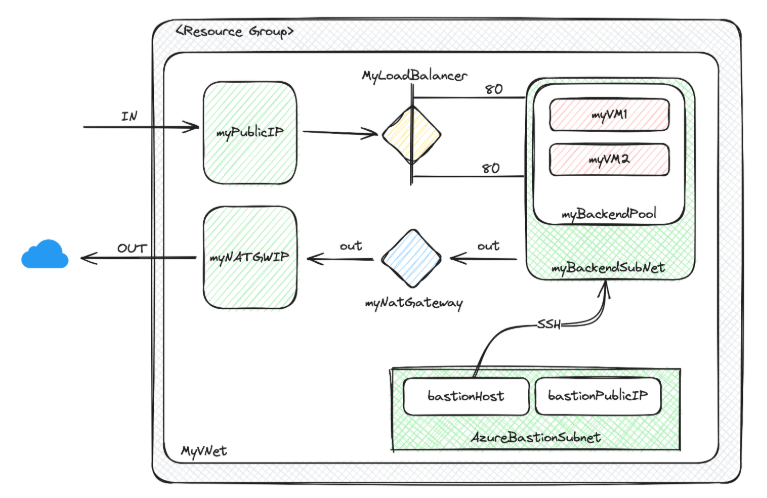 <Resource Group>
MyLoadBalancer
IN
myPublicIP
80
myVM1
myVM2
80
myBackendPool
OUT
myNATGWIP
out
out
myBackendSubNet
myNatGateway
SSH
bastionHost
bastionPublicIP
AzureBastionSubnet
MyVNet